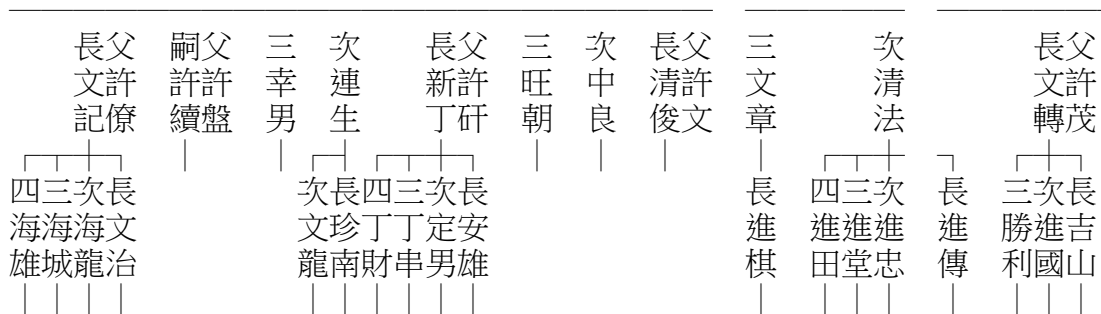 父許茂
長文轉
次清法
三文章
父許文
長清俊
次中良
三旺朝
父許矸
長新丁
次連生
三幸男
父許盤
嗣許續
父許僚
長文記
長吉山
次進國
三勝利
長進傳
次進忠
三進堂
四進田
長進棋
長安雄
次定男
三丁串
四丁財
長珍南
次文龍
長文治
次海龍
三海城
四海雄